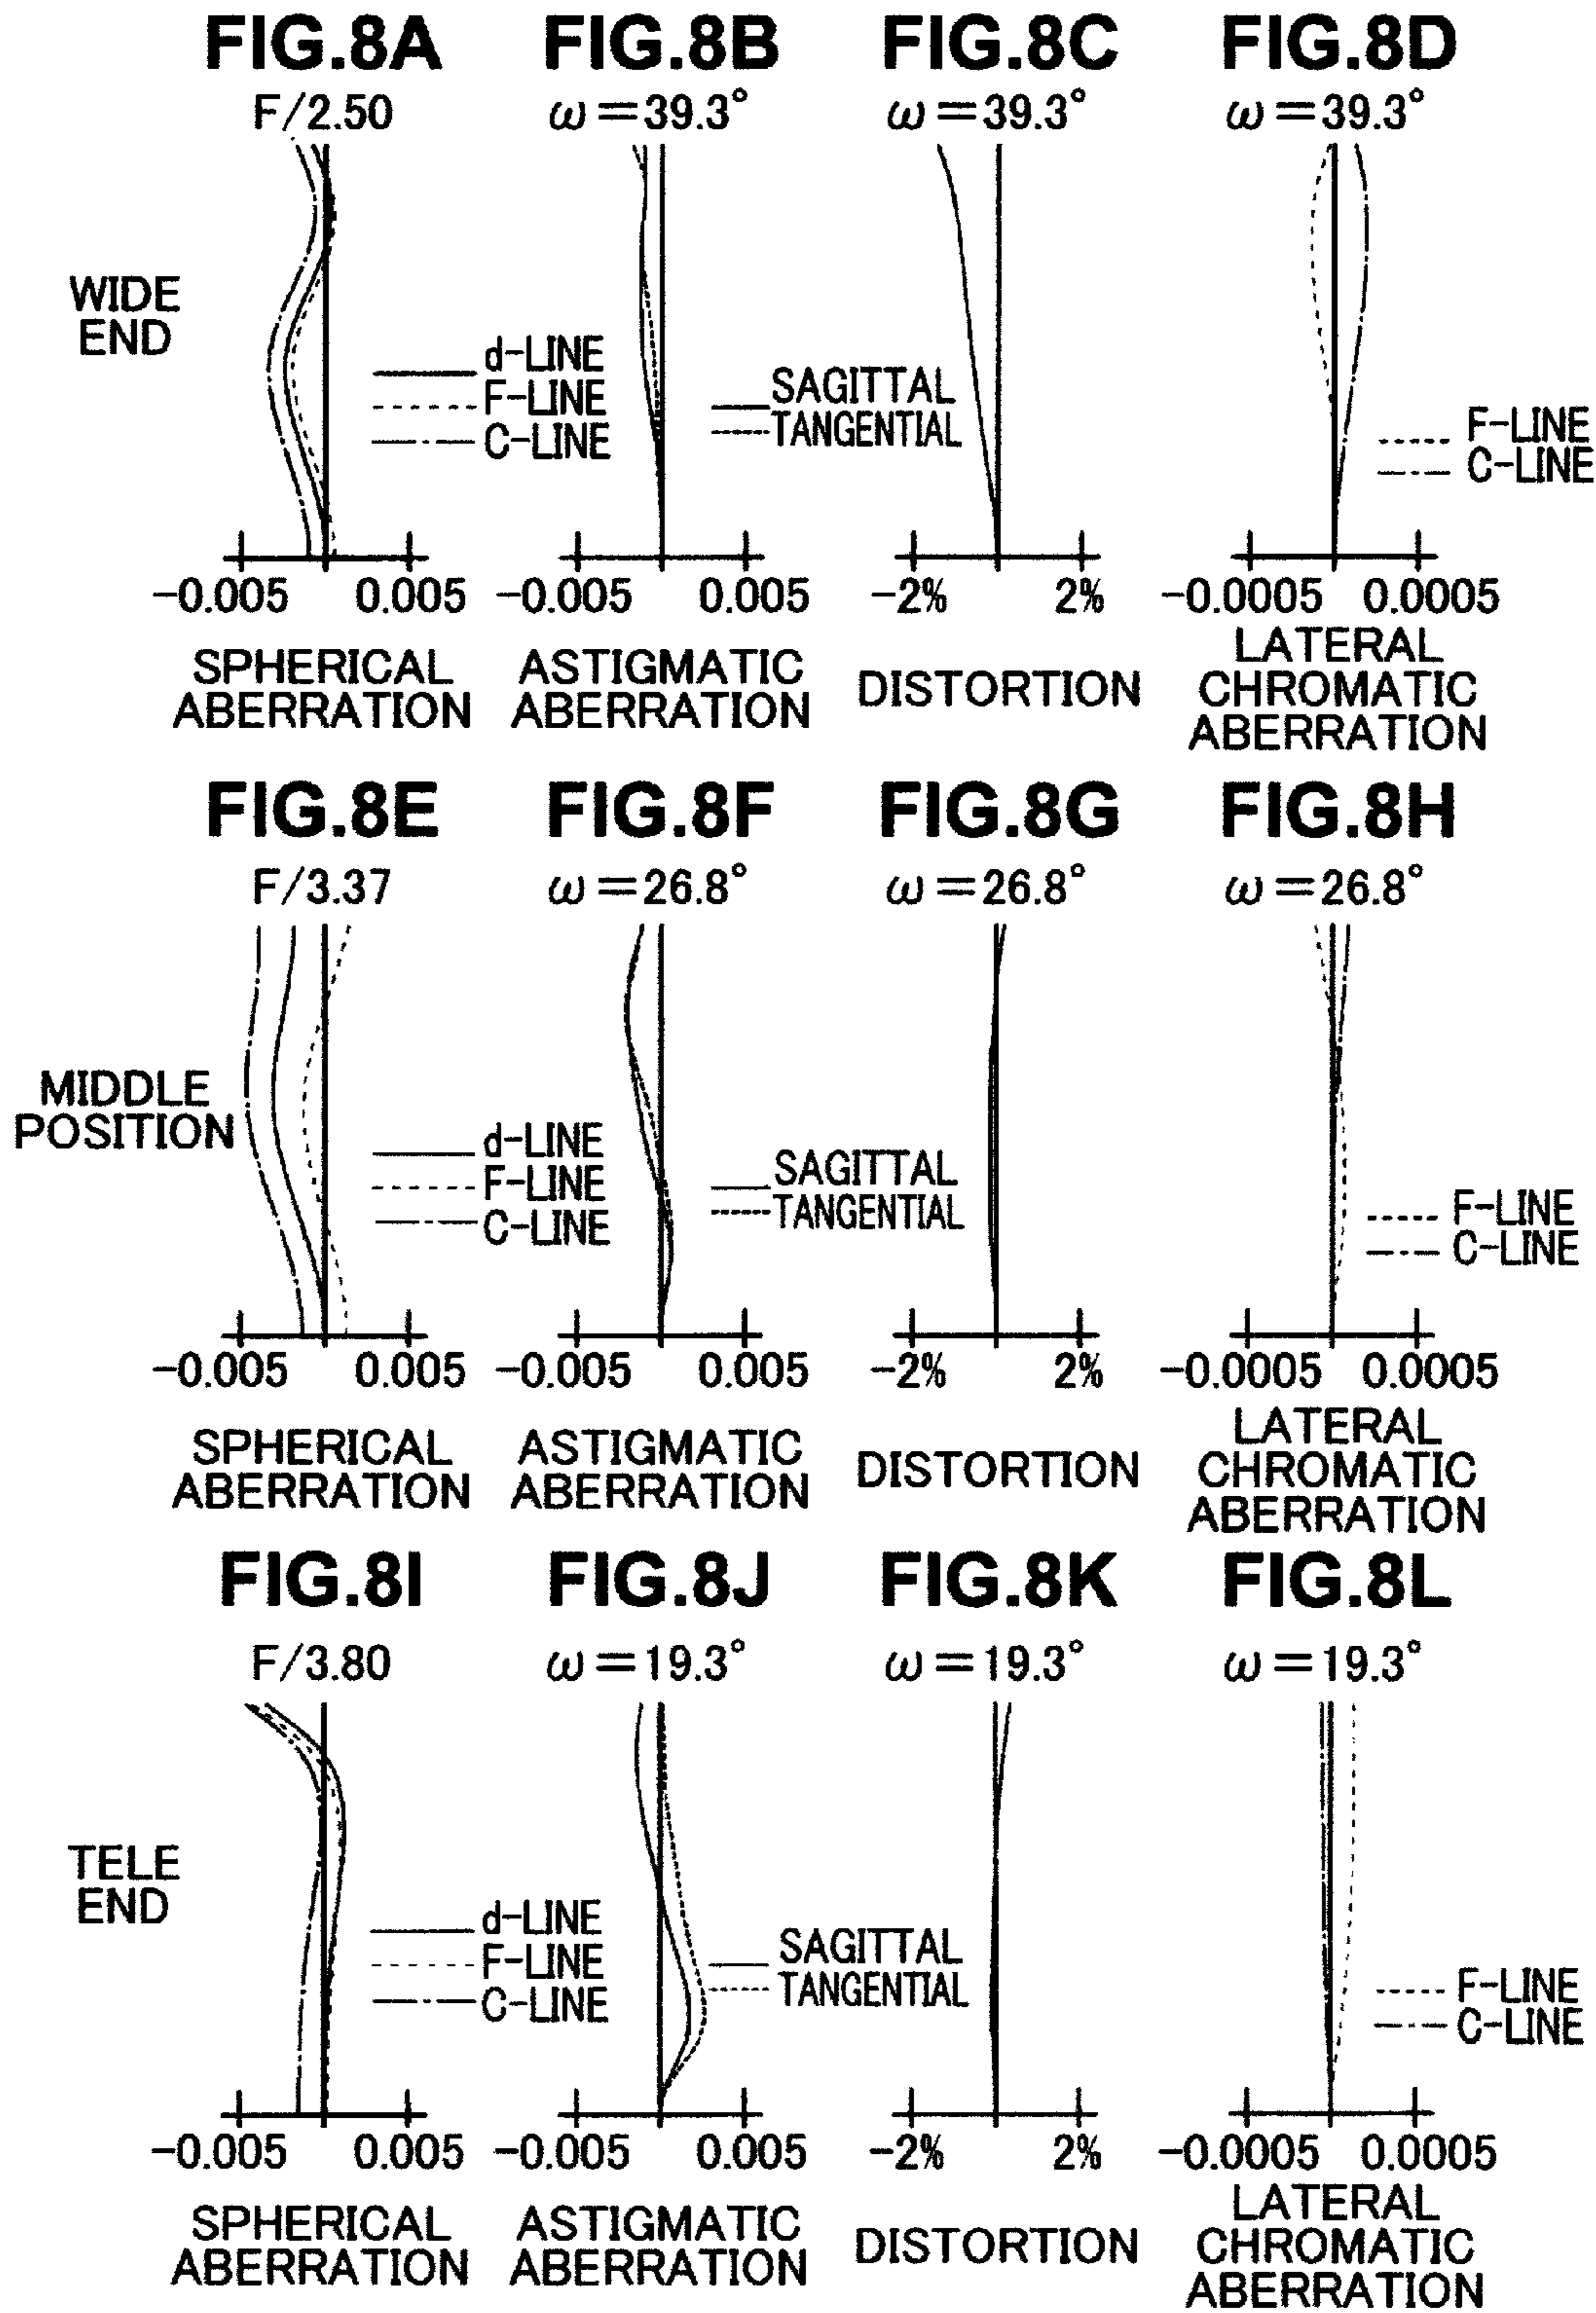 FIG.8A FIG.8B FIG.8C FIG.8D
F/2.50 ω=39.3° ω=39.3° ω=39.3°
WIDE
END
d-LINE
F-LINE
C-LINE
SAGITTAL
TANGENTIAL
F-LINE
C-LINE
-0.005 0.005 -0.005 0.005 -2% 2% -0.0005 0.0005
SPHERICAL
ABERRATION
ASTIGMATIC
ABERRATION
DISTORTION
LATERAL
CHROMATIC
ABERRATION
FIG.8E FIG.8F FIG.8G FIG.8H
F/3.37 ω=26.8° ω=26.8° ω=26.8°
MIDDLE
POSITION
d-LINE
F-LINE
C-LINE
SAGITTAL
TANGENTIAL
F-LINE
C-LINE
-0.005 0.005 -0.005 0.005 -2% 2% -0.0005 0.0005
SPHERICAL
ABERRATION
ASTIGMATIC
ABERRATION
DISTORTION
LATERAL
CHROMATIC
ABERRATION
FIG.8I FIG.8J FIG.8K FIG.8L
F/3.80 ω=19.3° ω=19.3° ω=19.3°
TELE
END
d-LINE
F-LINE
C-LINE
SAGITTAL
TANGENTIAL
F-LINE
C-LINE
-0.005 0.005 -0.005 0.005 -2% 2% -0.0005 0.0005
SPHERICAL
ABERRATION
ASTIGMATIC
ABERRATION
DISTORTION
LATERAL
CHROMATIC
ABERRATION